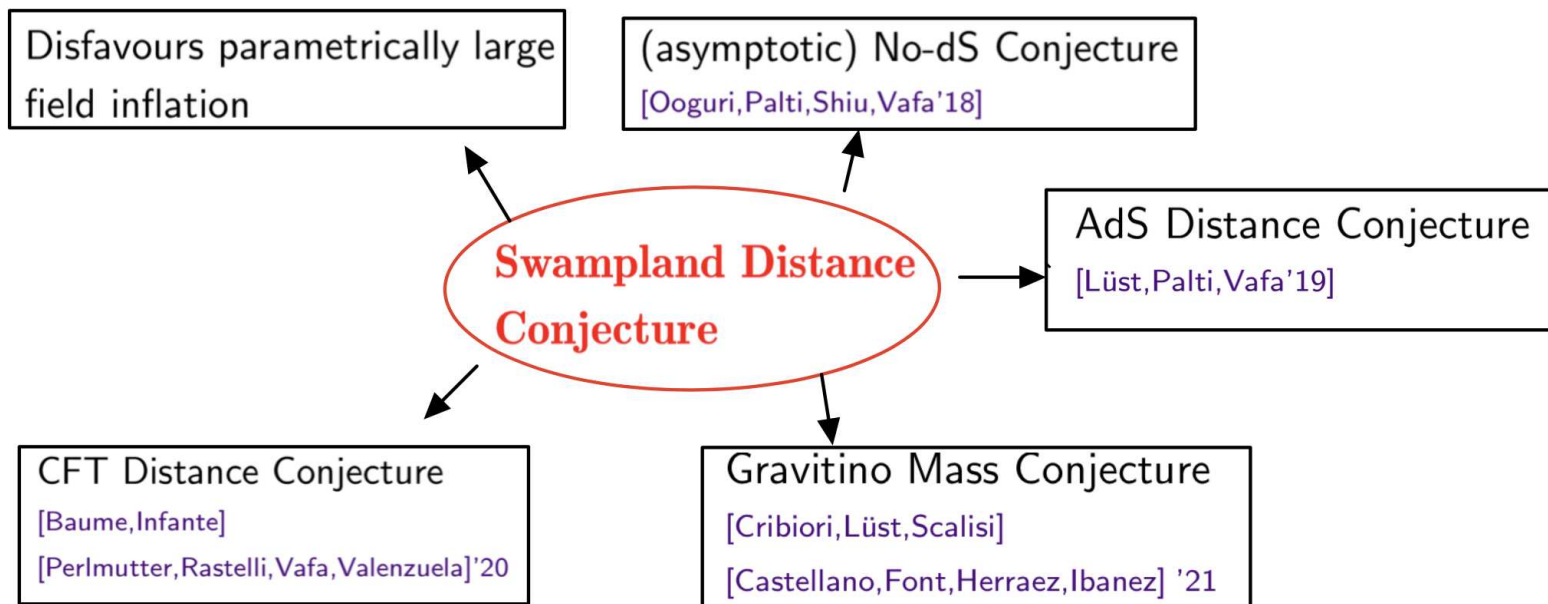 Disfavours parametrically large
field inflation
(asymptotic) No-dS Conjecture
[Ooguri,Palti,Shiu,Vafa'18]
AdS Distance Conjecture
[Lüst,Palti,Vafa'19]
Swampland Distance
Conjecture
CFT Distance Conjecture
[Baume,Infante]
[Perlmutter,Rastelli,Vafa,Valenzuela]'20
Gravitino Mass Conjecture
[Cribiori,Lüst,Scalisi]
[Castellano,Font,Herraez,Ibanez] '21